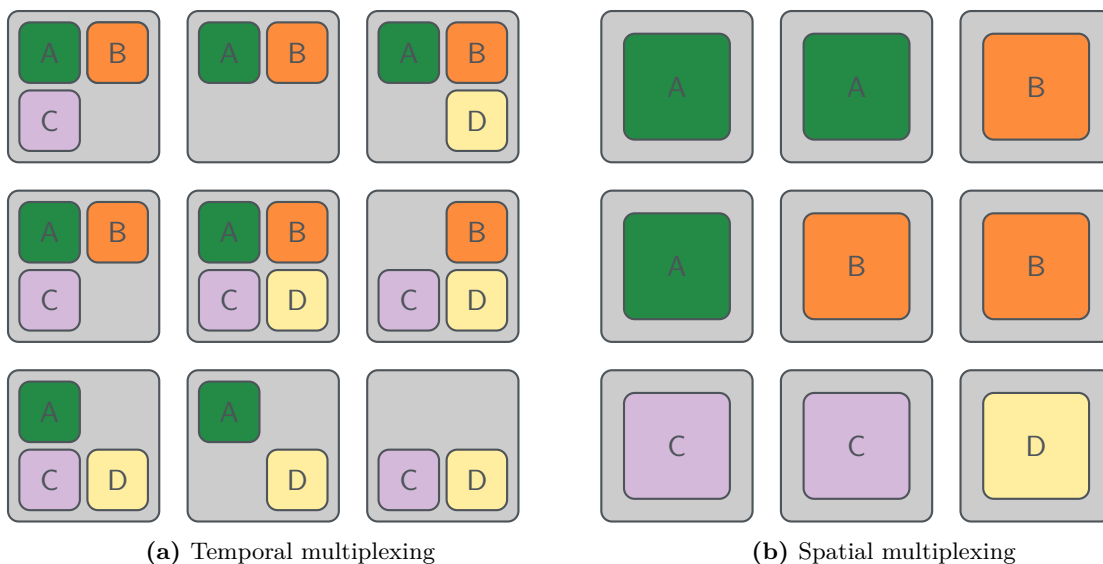 A B A B A B A A B
C D
A B A B B A B B
C C D C D
A A C C D
C D D C D
(a) Temporal multiplexing (b) Spatial multiplexing